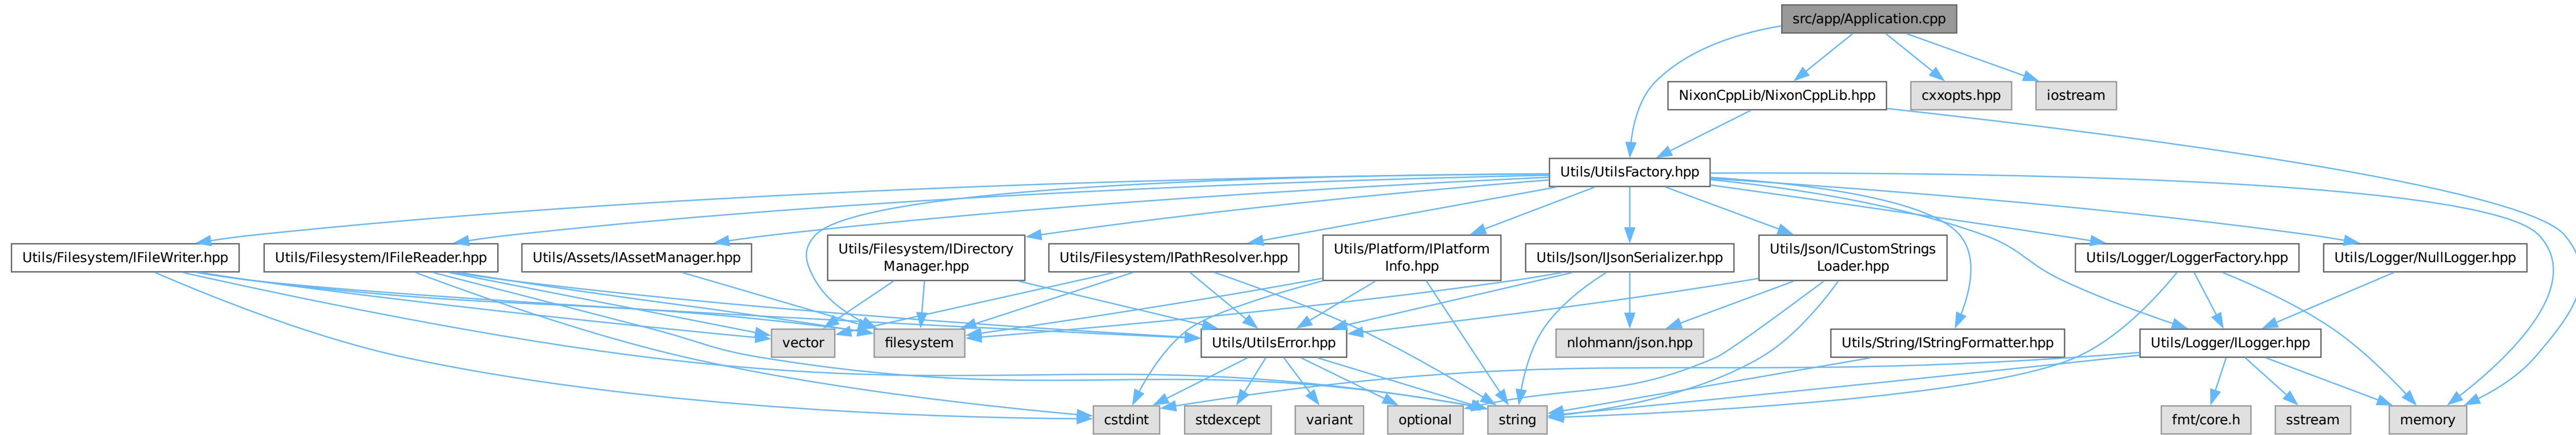 src/app/Application.cpp
NixonCppLib/NixonCppLib.hpp
cxxopts.hpp
iostream
Utils/UtilsFactory.hpp
Utils/Filesystem/IFileWriter.hpp
Utils/Filesystem/IFileReader.hpp
Utils/Assets/IAssetManager.hpp
Utils/Filesystem/IDirectory
Manager.hpp
Utils/Filesystem/IPathResolver.hpp
Utils/Platform/IPlatform
Info.hpp
Utils/Json/IJsonSerializer.hpp
Utils/Json/ICustomStrings
Loader.hpp
Utils/Logger/LoggerFactory.hpp
Utils/Logger/NullLogger.hpp
vector
filesystem
Utils/UtilsError.hpp
nlohmann/json.hpp
Utils/String/IStringFormatter.hpp
Utils/Logger/ILogger.hpp
cstdint
stdexcept
variant
optional
string
fmt/core.h
sstream
memory